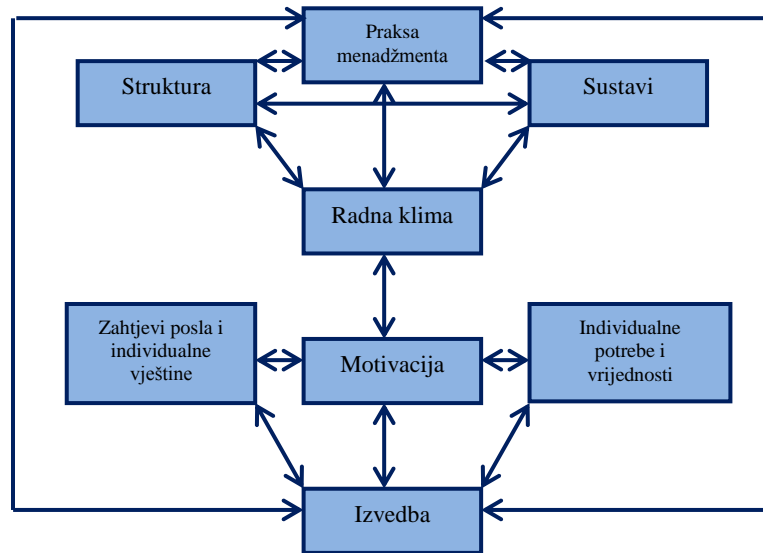 Praksa
menadžmenta
Struktura
Sustavi
Radna klima
Zahtjevi posla i
individualne
vještine
Motivacija
Individualne
potrebe i
vrijednosti
Izvedba